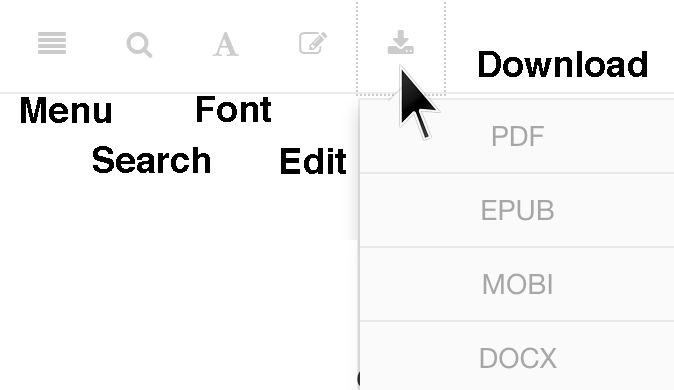 A
Download
Menu
Font
Search
Edit
PDF
EPUB
MOBI
DOCX